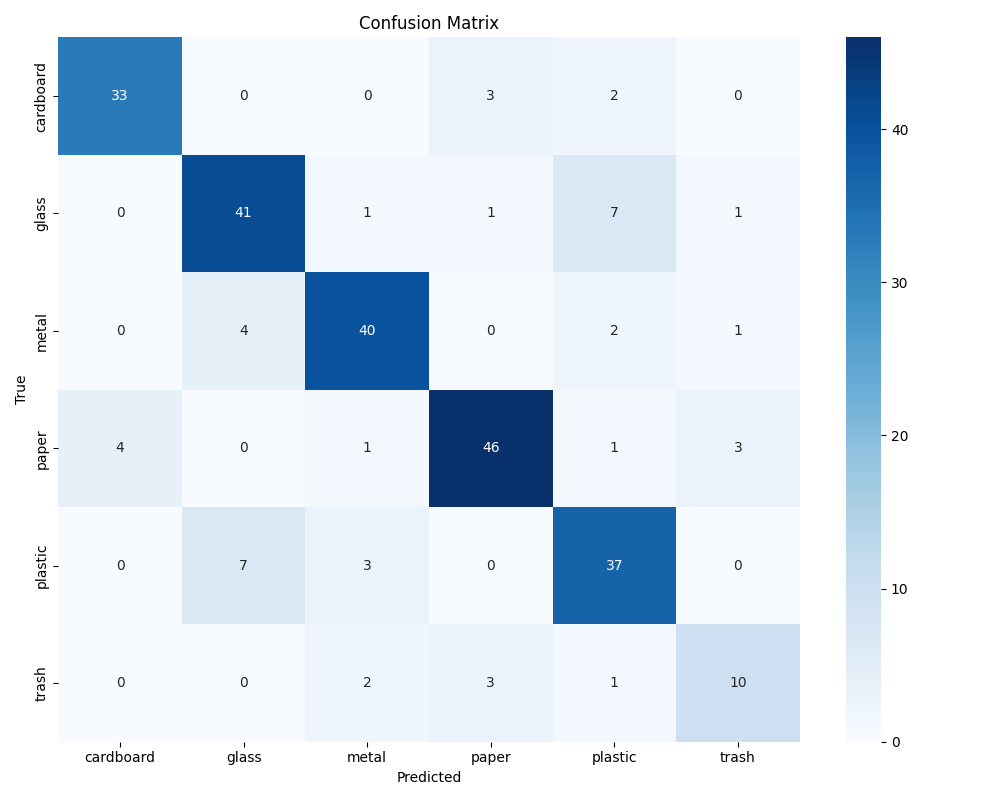 Confusion Matrix
cardboard 33 0 0 3 2 0
glass 0 41 1 1 7 1
metal 0 4 40 0 2 1
paper 4 0 1 46 1 3
plastic 0 7 3 0 37 0
trash 0 0 2 3 1 10
True
cardboard glass metal paper plastic trash
Predicted
40
30
20
10
0